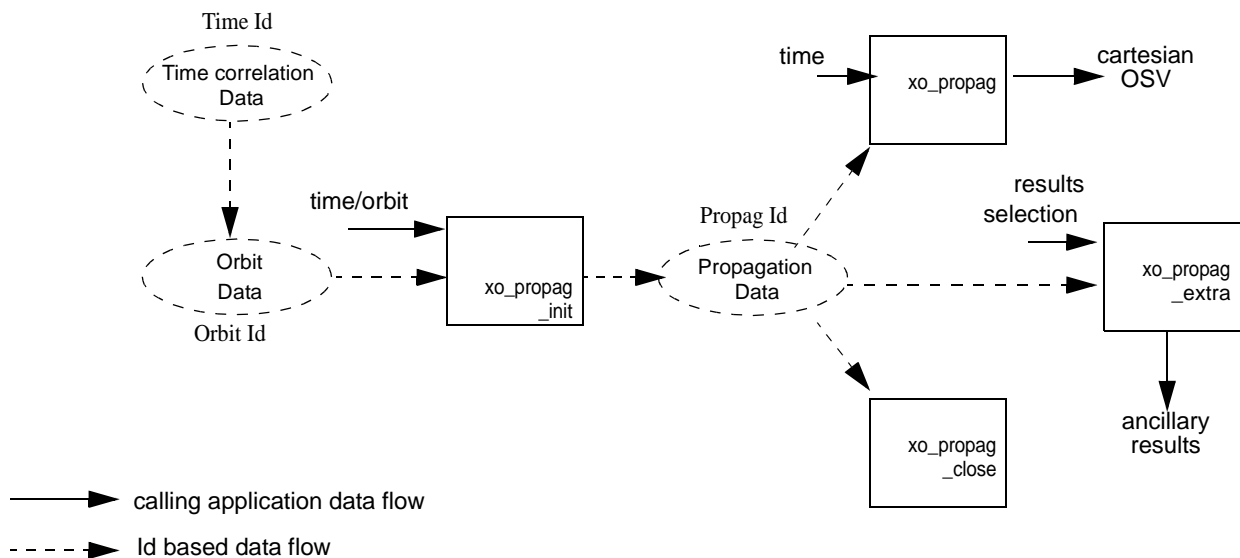 Time Id
Time correlation
Data
time
xo_propag
cartesian
OSV
time/orbit
Propag Id
results
selection
Orbit
Data
Orbit Id
xo_propag
_init
Propagation
Data
xo_propag
_extra
xo_propag
_close
ancillary
results
calling application data flow
Id based data flow